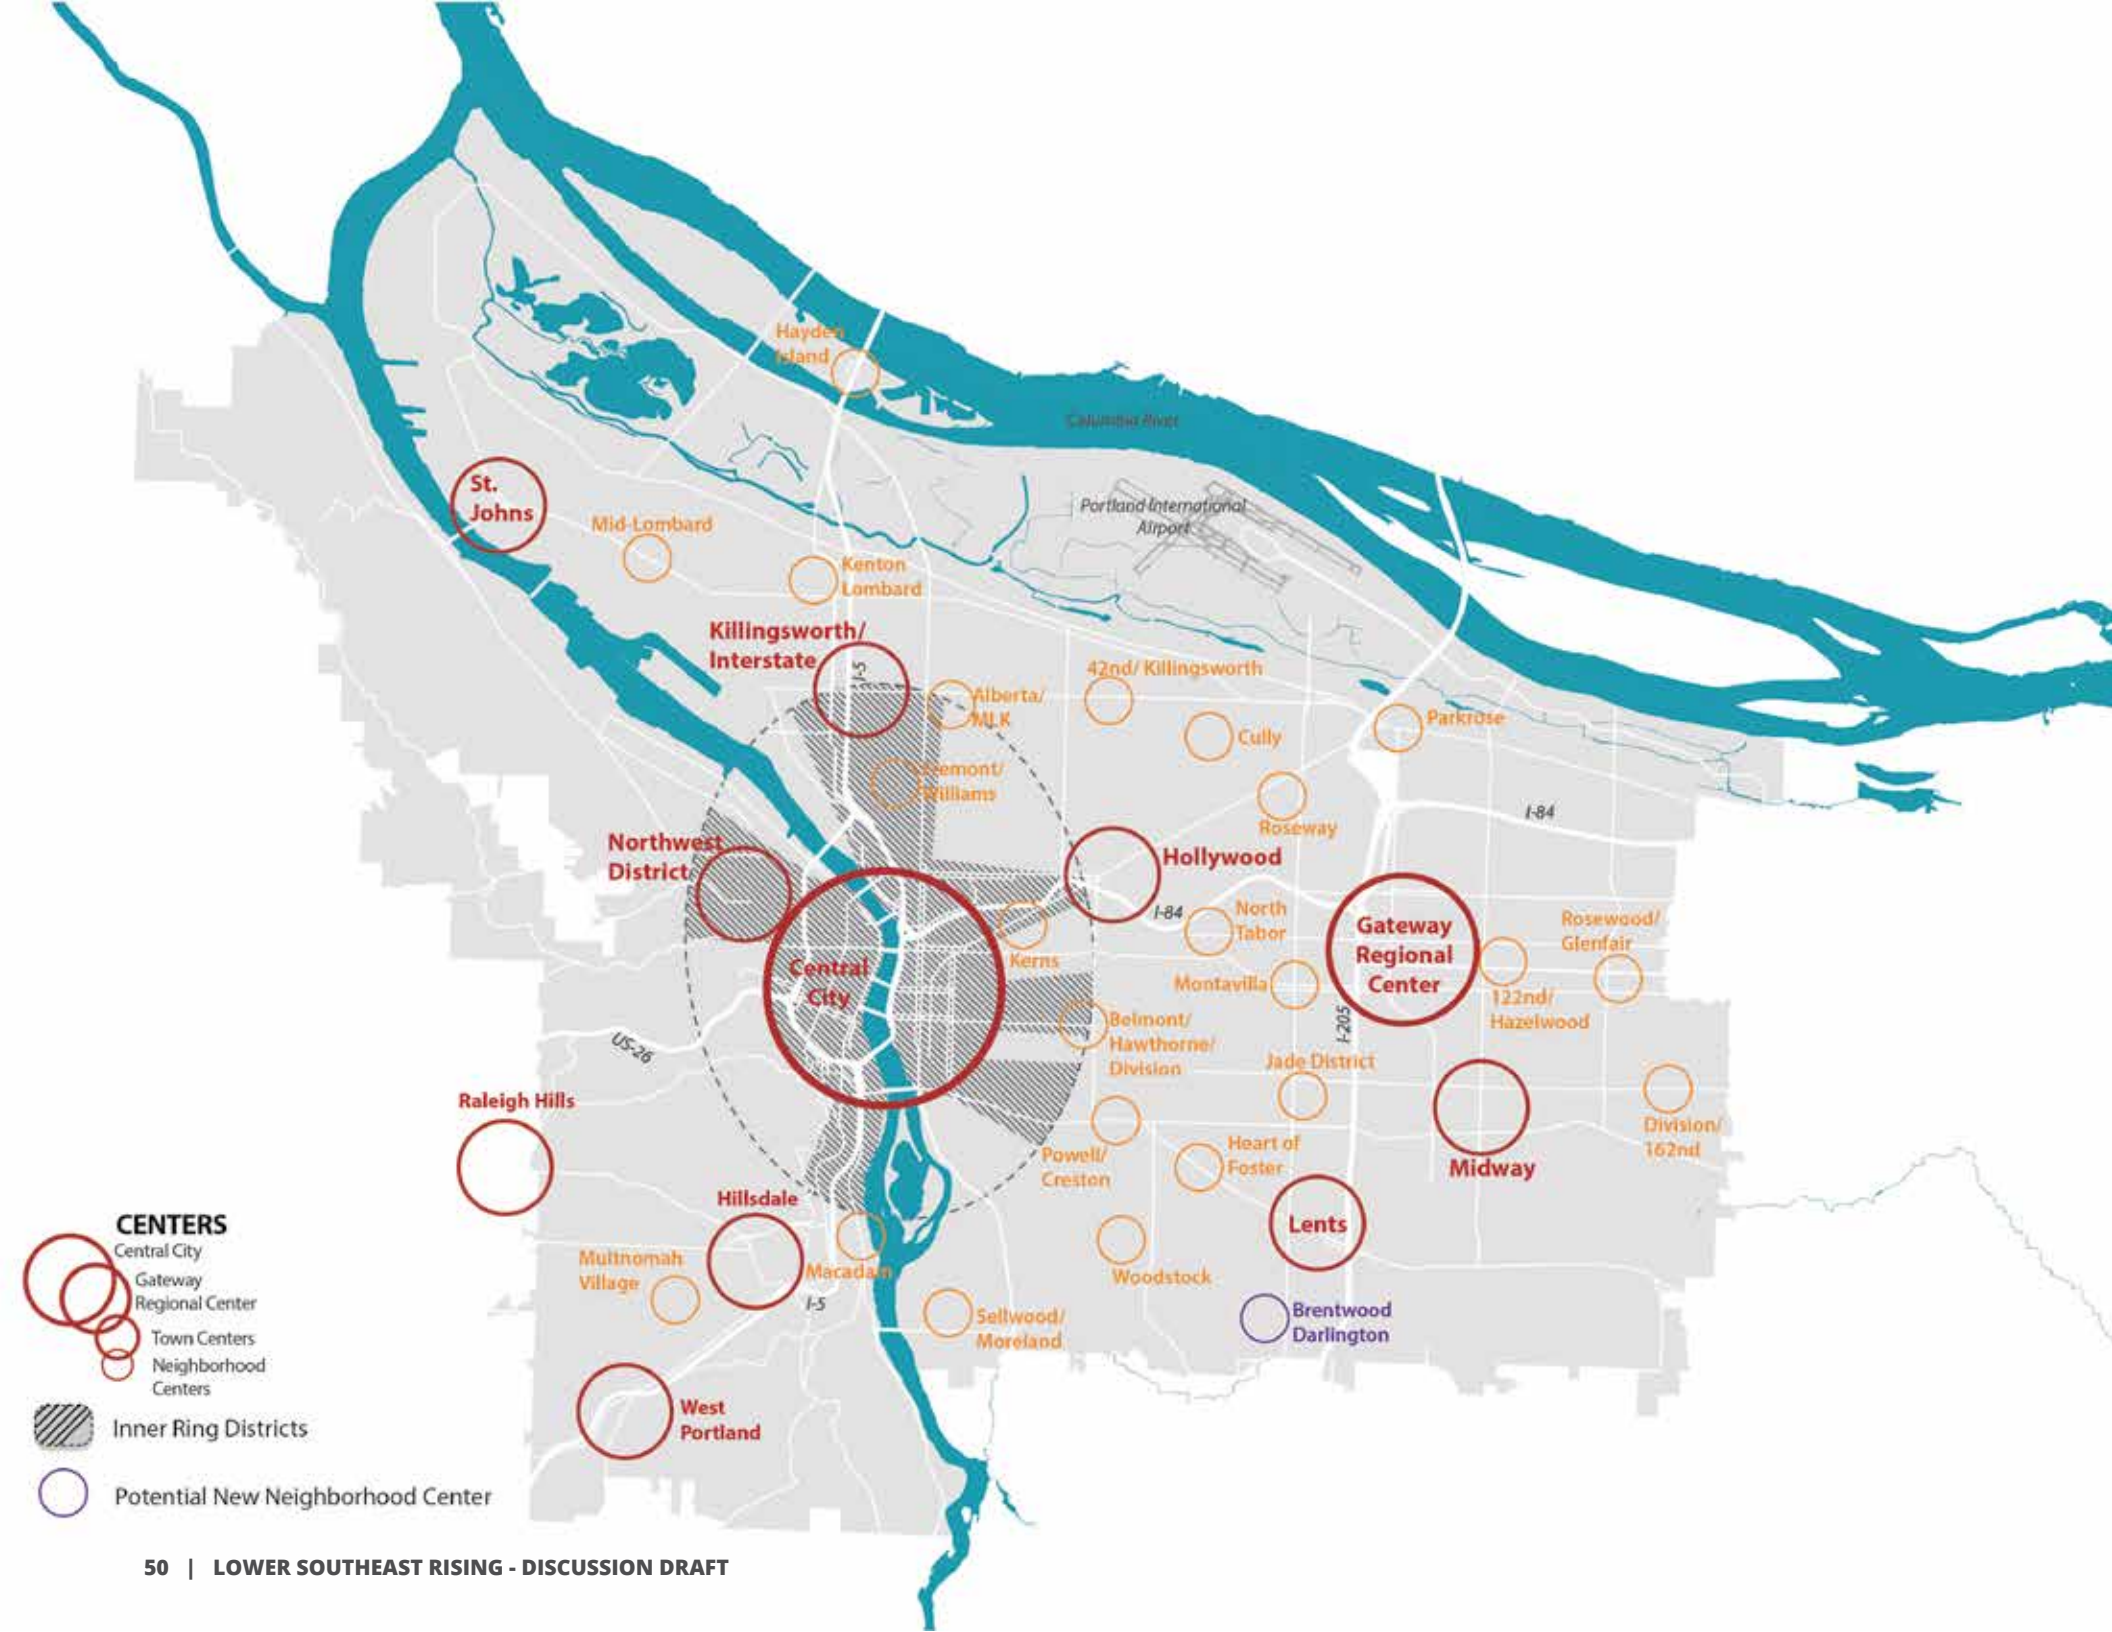 Hayden
Island
Columbia River
Portland International
Airport
St.
Johns
Mid-Lombard
Kenton
Lombard
Killingsworth/
Interstate
I-5
42nd/ Killingsworth
Alberta/
MLK
Parkrose
Cully
Fremont/
Williams
I-84
Roseway
Northwest
District
Hollywood
I-84
North
Tabor
Gateway
Regional
Center
Rosewood/
Glenfair
Kerns
Central
City
Montavilla
122nd/
Hazelwood
Belmont/
Hawthorne/
Division
I-205
US-26
Jade District
Raleigh Hills
Division/
162nd
Powell/
Creston
Heart of
Foster
Midway
Hillsdale
Lents
Multnomah
Village
Macadam
Woodstock
I-5
Sellwood/
Moreland
Brentwood
Darlington
West
Portland
CENTERS
Central City
Gateway
Regional Center
Town Centers
Neighborhood
Centers
Inner Ring Districts
Potential New Neighborhood Center
50 | LOWER SOUTHEAST RISING - DISCUSSION DRAFT